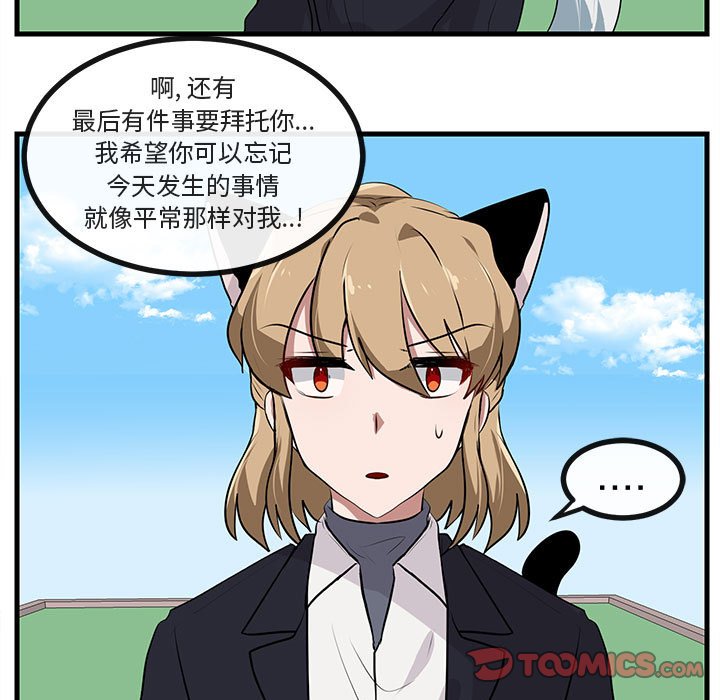 啊, 还有
最后有件事要拜托你...
我希望你可以忘记
今天发生的事情
就像平常那样对我..!
....
TOOMICS.COM